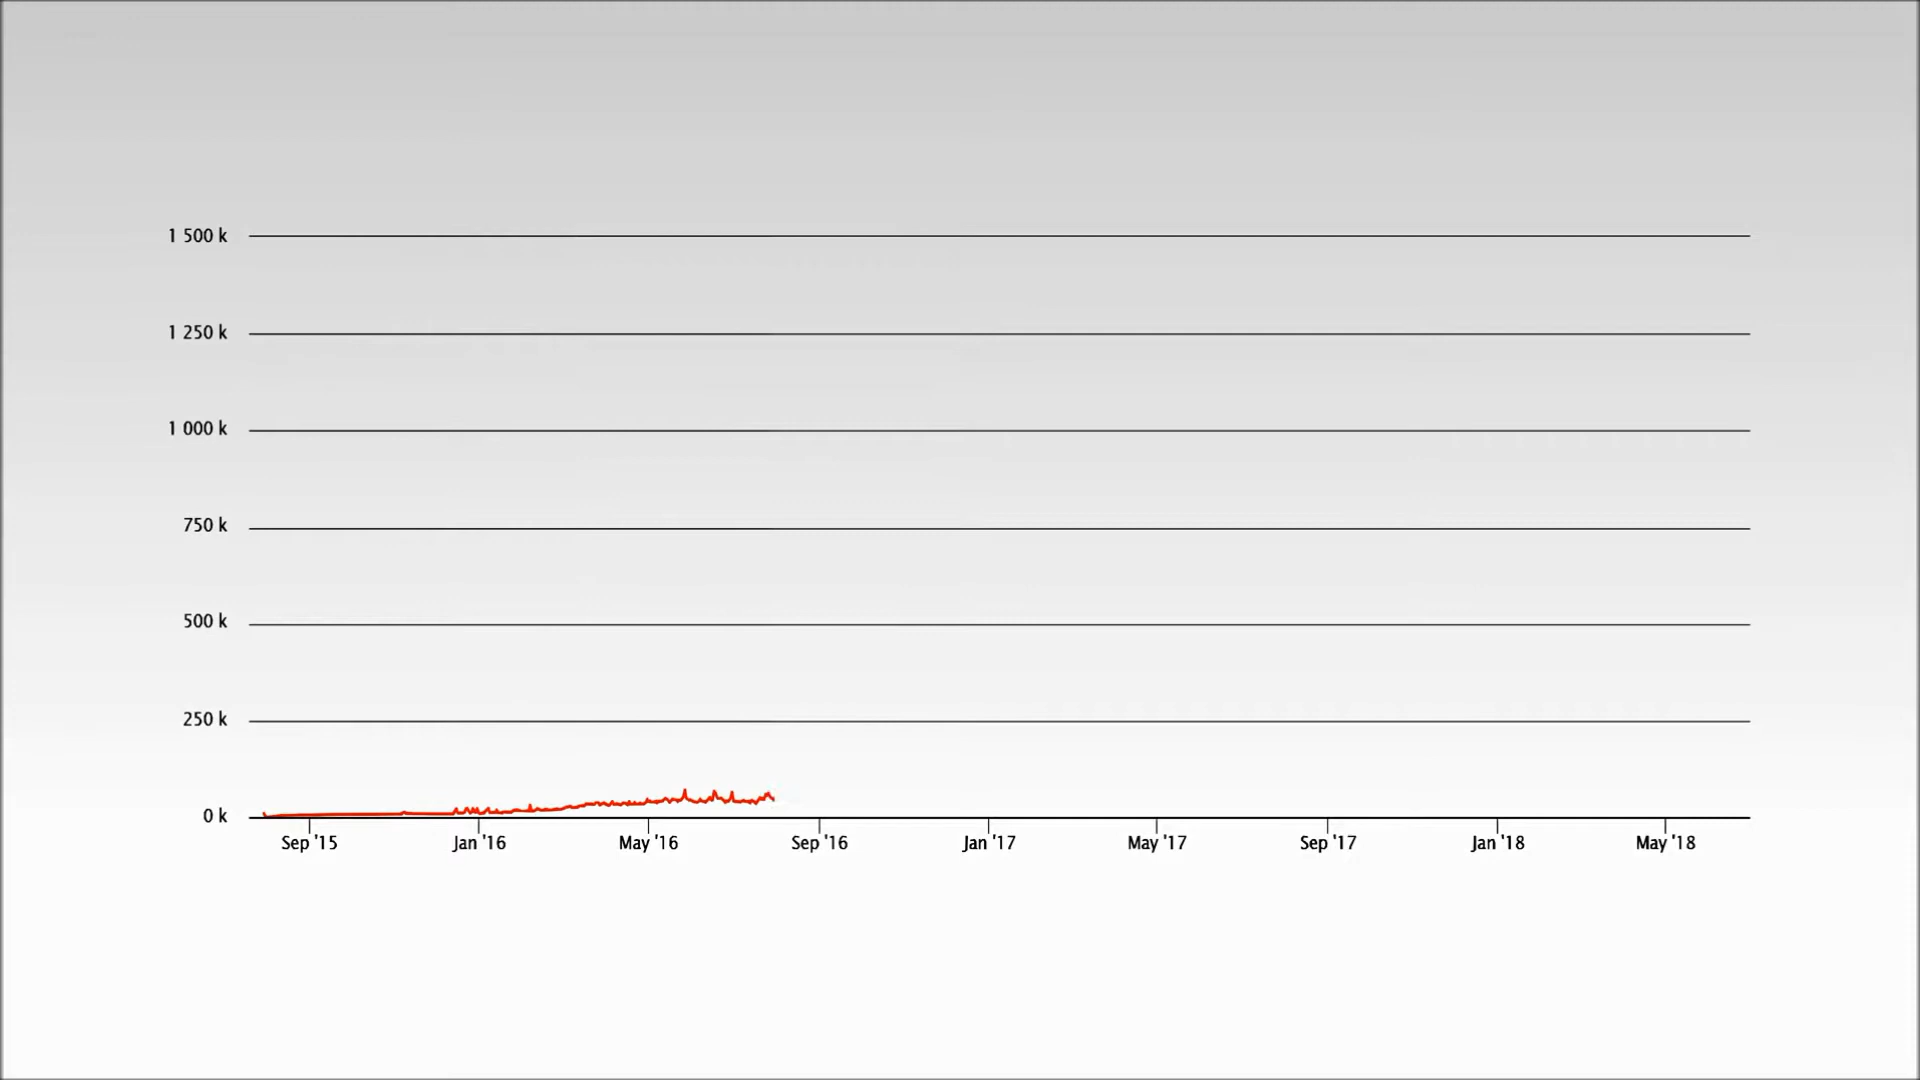 1 500 k
1 250 k
1 000 k
750 k
500 k
250 k
0 k
Sep '15 Jan '16 May '16 Sep '16 Jan '17 May '17 Sep '17 Jan '18 May '18